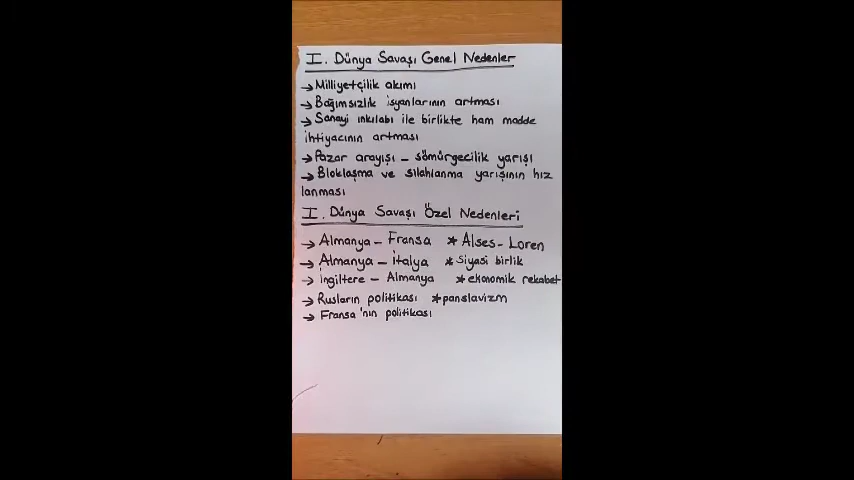 I. Dünya Savaşı Genel Nedenler
→ Milliyetçilik akımı
→ Bağımsızlık isyanlarının artması
→ Sanayi inkılabı ile birlikte ham madde
ihtiyacının artması
→ Pazar arayışı - sömürgecilik yarışı
→ Bloklaşma ve silahlanma yarışının hız
lanması
I. Dünya Savaşı Özel Nedenleri
→ Almanya - Fransa * Alses - Loren
→ Almanya - İtalya * Siyasi birlik
→ İngiltere - Almanya * ekonomik rekabet
→ Rusların politikası * panslavizm
→ Fransa'nın politikası